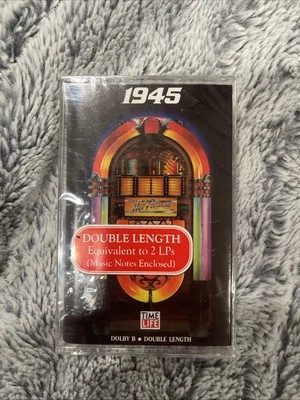 1945
DOUBLE LENGTH
Equivalent to 2 LPs
(Music Notes Enclosed)
TIME
LIFE
DOLBY B • DOUBLE LENGTH